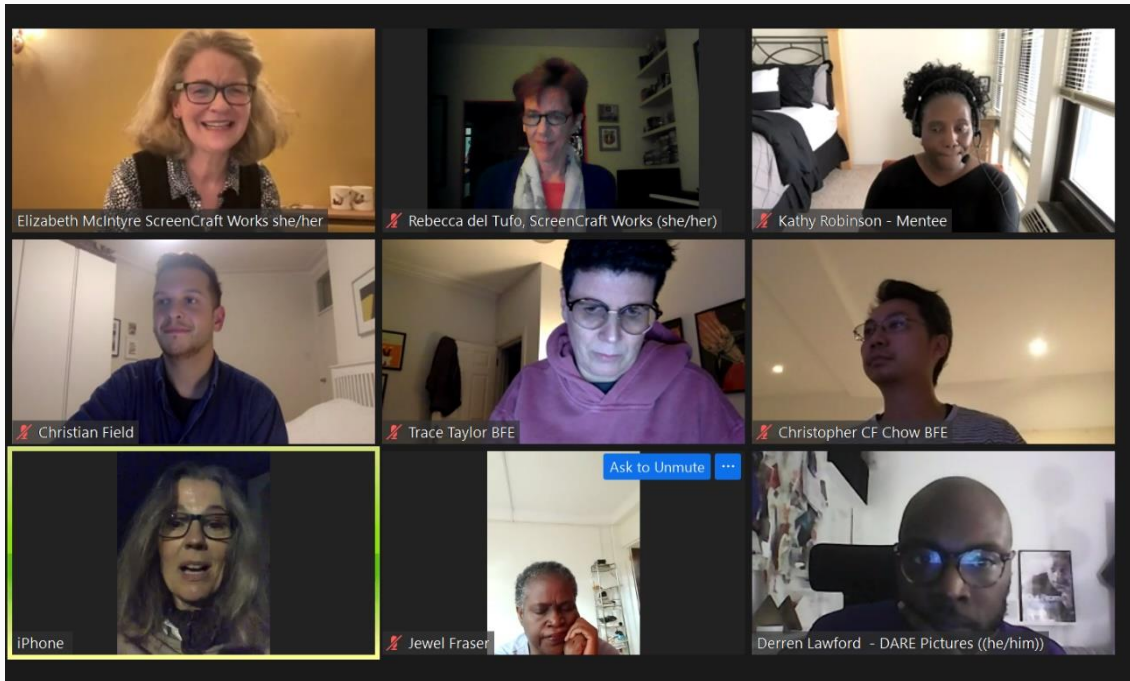 Elizabeth McIntyre ScreenCraft Works she/her
Rebecca del Tufo, ScreenCraft Works (she/her)
Kathy Robinson - Mentee
Christian Field
Trace Taylor BFE
Christopher CF Chow BFE
Ask to Unmute
iPhone
Jewel Fraser
Derren Lawford - DARE Pictures ((he/him))